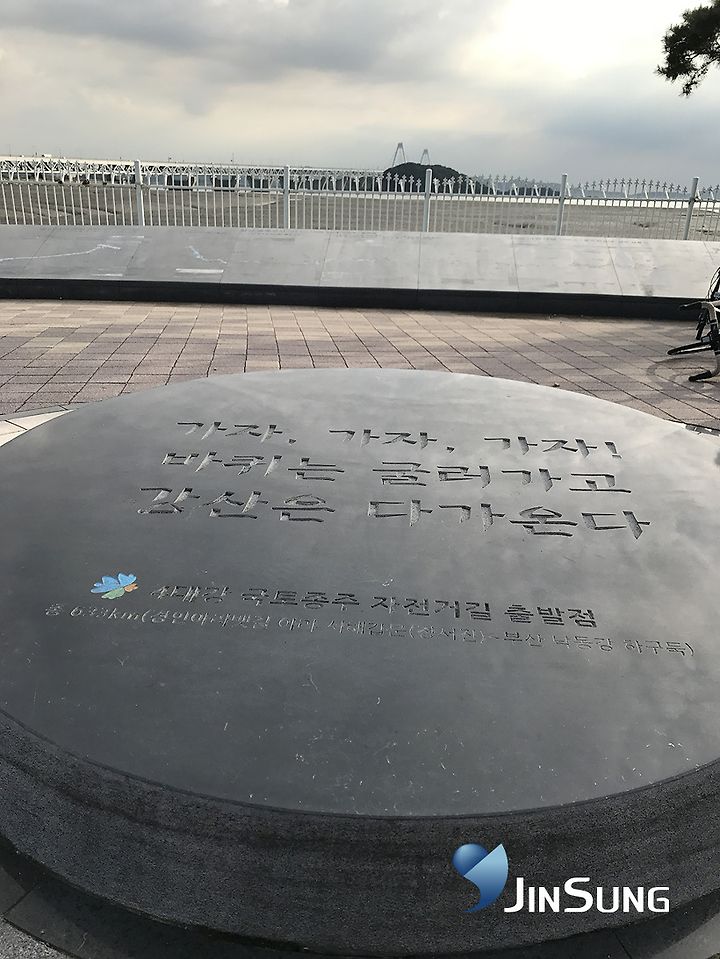 가자, 가자, 가자!
바퀴는 굴러가고
강산은 다가온다
4대강 국토종주 자전거길 출발점
총 633km(경인아라뱃길 아라 서해갑문(정서진)~부산 낙동강 하구둑)
JINSUNG